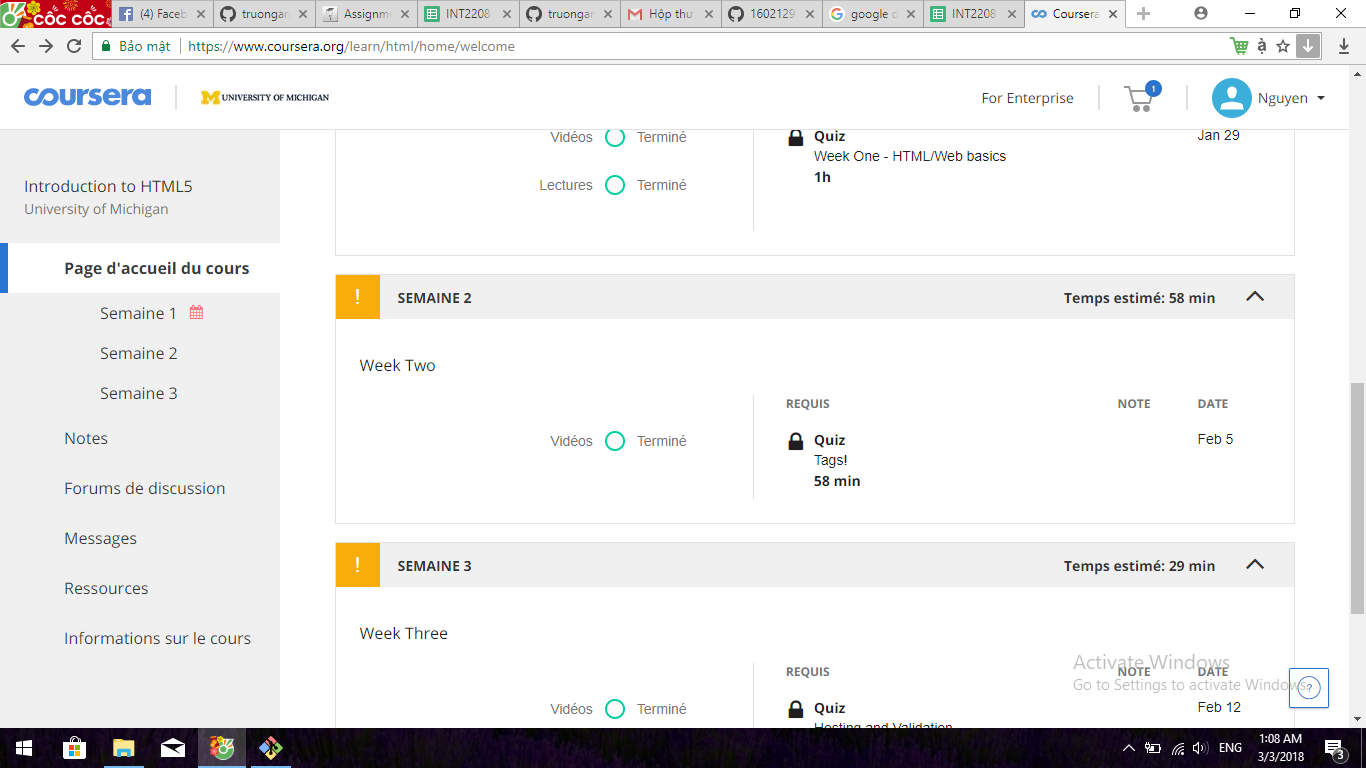 CỐC CỐC
(4) Faceb
truongan
Assignm
INT2208
truongan
Hộp thư
1602129
google d
INT2208
Coursera
Bảo mật
https://www.coursera.org/learn/html/home/welcome
coursera
M UNIVERSITY OF MICHIGAN
For Enterprise
1
Nguyen
Introduction to HTML5
University of Michigan
Page d'accueil du cours
Semaine 1
Semaine 2
Semaine 3
Notes
Forums de discussion
Messages
Ressources
Informations sur le cours
Vidéos Terminé
Lectures Terminé
Quiz
Jan 29
Week One - HTML/Web basics
1h
! SEMAINE 2 Temps estimé: 58 min
Week Two
REQUIS NOTE DATE
Vidéos Terminé
Quiz
Feb 5
Tags!
58 min
! SEMAINE 3 Temps estimé: 29 min
Week Three
REQUIS NOTE DATE
Vidéos Terminé
Quiz
Feb 12
Hosting and Validation
Activate Windows
Go to Settings to activate Windows.
?
ENG
1:08 AM
3/3/2018
3